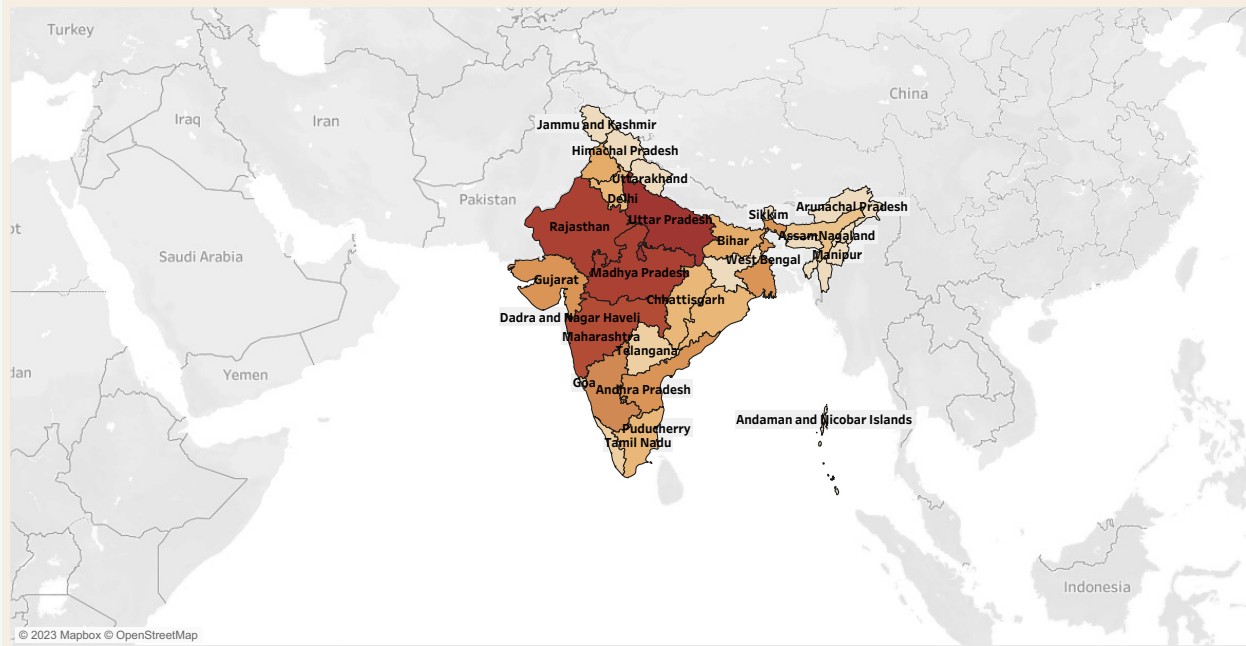 Turkey
China
Iraq
Iran
Jammu and Kashmir
Himachal Pradesh
Uttarakhand
Pakistan
Delhi
Arunachal Pradesh
Sikkim
Uttar Pradesh
Rajasthan
ot
Assam
Nagaland
Bihar
Manipur
Saudi Arabia
West Bengal
Madhya Pradesh
Gujarat
Chhattisgarh
Dadra and Nagar Haveli
Maharashtra
Telangana
dan
Yemen
Goa
Andhra Pradesh
Andaman and Nicobar Islands
Puducherry
Tamil Nadu
Indonesia
© 2023 Mapbox © OpenStreetMap